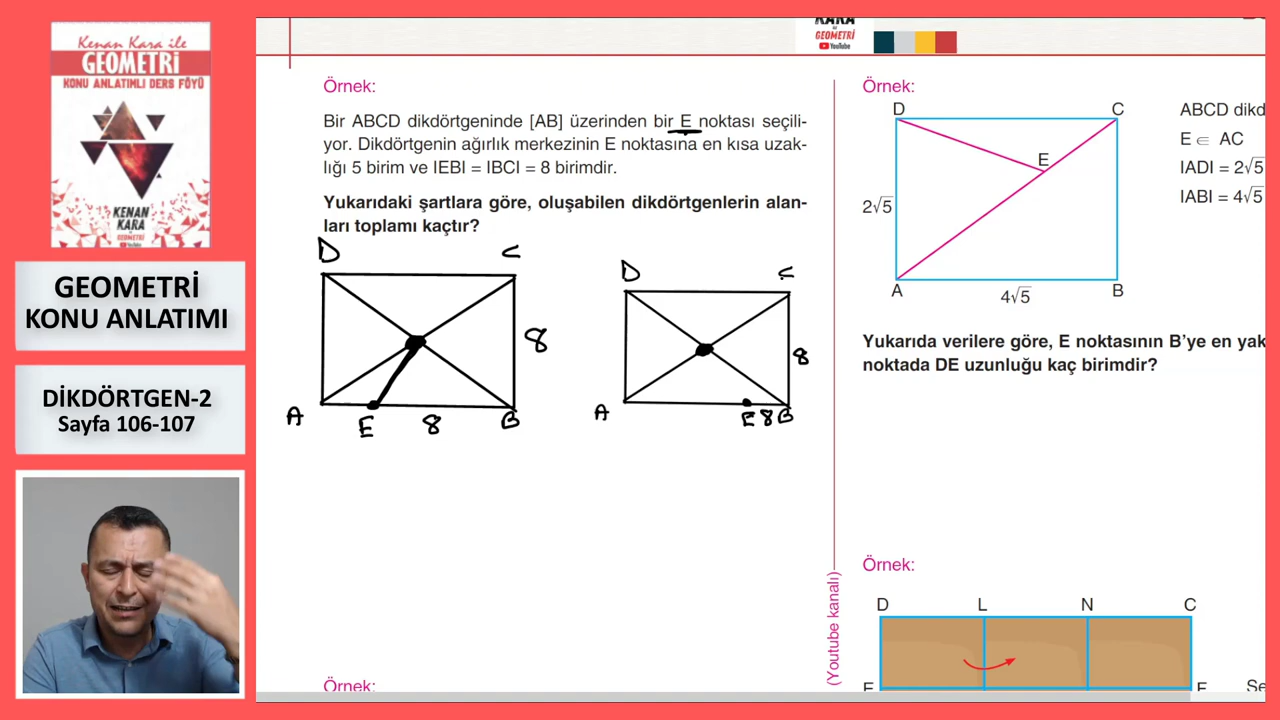 Kenan Kara ile
GEOMETRİ
KONU ANLATIMLI DERS FÖYÜ
KENAN
KARA
GEOMETRİ
YouTube
GEOMETRİ
KONU ANLATIMI
DİKDÖRTGEN-2
Sayfa 106-107
KARA
GEOMETRİ
YouTube
Örnek:
Bir ABCD dikdörtgeninde [AB] üzerinden bir E noktası seçili-
yor. Dikdörtgenin ağırlık merkezinin E noktasına en kısa uzak-
lığı 5 birim ve IEBI = IBCI = 8 birimdir.
Yukarıdaki şartlara göre, oluşabilen dikdörtgenlerin alan-
ları toplamı kaçtır?
D C
8
A E 8 B
D C
8
A E 8 B
Örnek:
(Youtube kanalı)
Örnek:
D C
ABCD dikd
E ∈ AC
IADI = 2√5
IABI = 4√5
E
2√5
A B
4√5
Yukarıda verilere göre, E noktasının B'ye en yak
noktada DE uzunluğu kaç birimdir?
Örnek:
D L N C
Se